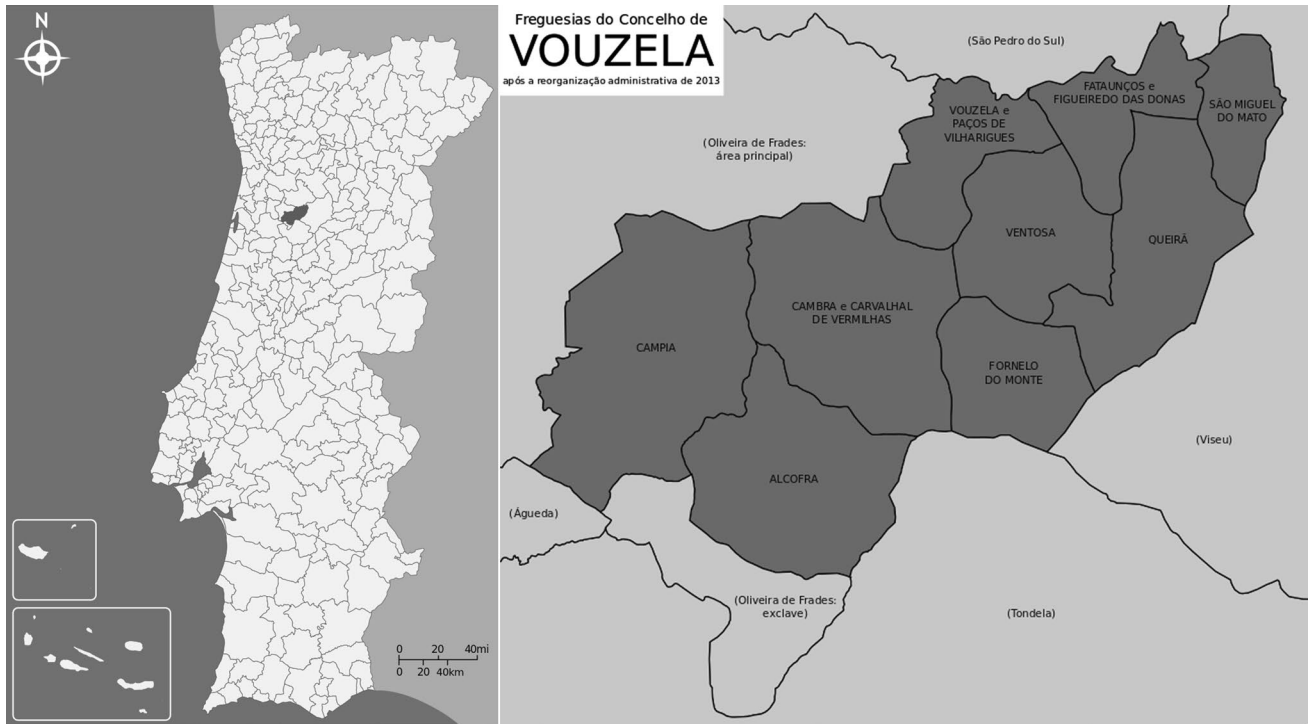 N
0 20 40mi
0 20 40km
Freguesias do Concelho de
VOUZELA
após a reorganização administrativa de 2013
(São Pedro do Sul)
FATAUNÇOS e
FIGUEIREDO DAS DONAS
SÃO MIGUEL
DO MATO
VOUZELA e
PAÇOS DE
VILHARIGUES
(Oliveira de Frades:
área principal)
VENTOSA
QUEIRÃ
CAMBRA e CARVALHAL
DE VERMILHAS
CAMPIA
FORNELO
DO MONTE
(Viseu)
ALCOFRA
(Águeda)
(Oliveira de Frades:
exclave)
(Tondela)